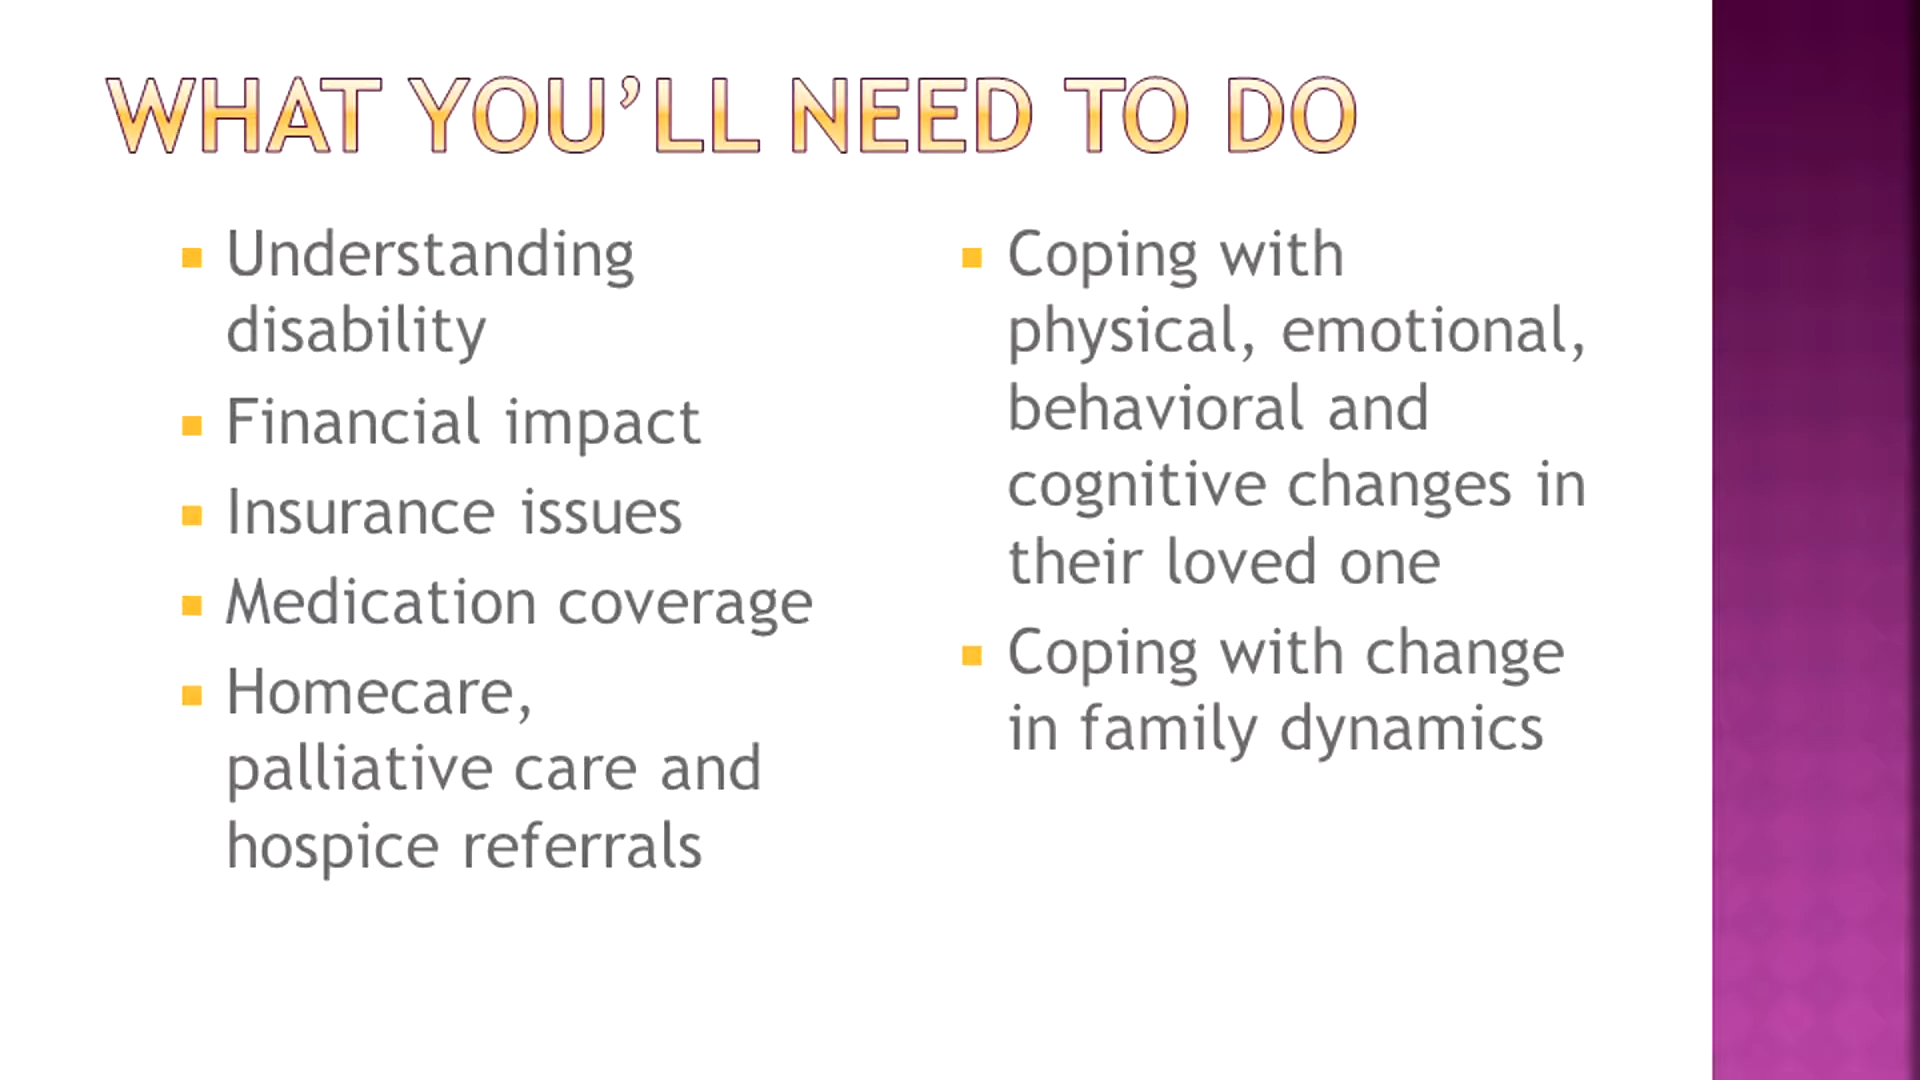 WHAT YOU’LL NEED TO DO
Understanding
disability
Financial impact
Insurance issues
Medication coverage
Homecare,
palliative care and
hospice referrals
Coping with
physical, emotional,
behavioral and
cognitive changes in
their loved one
Coping with change
in family dynamics